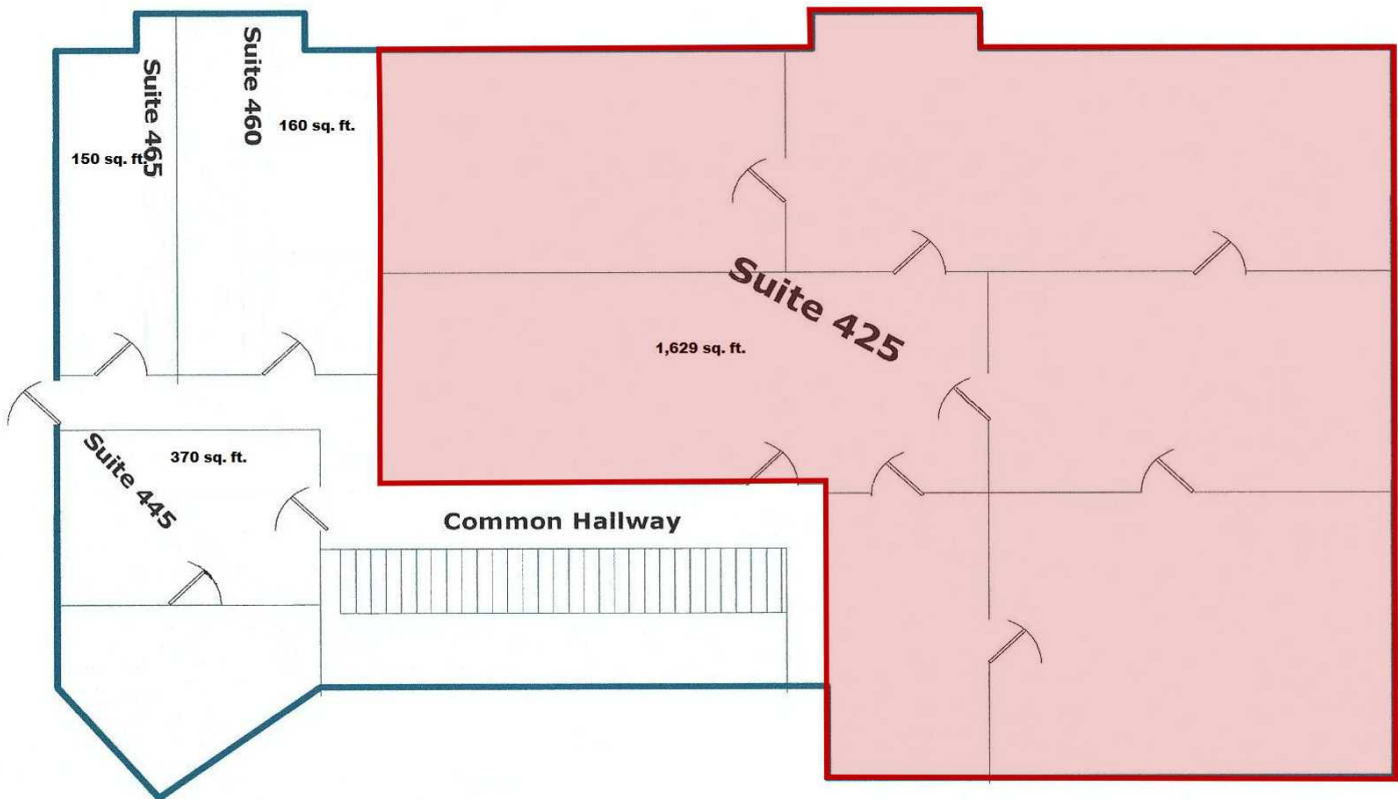 Suite 465
150 sq. ft.
Suite 460
160 sq. ft.
Suite 425
1,629 sq. ft.
Suite 445
370 sq. ft.
Common Hallway